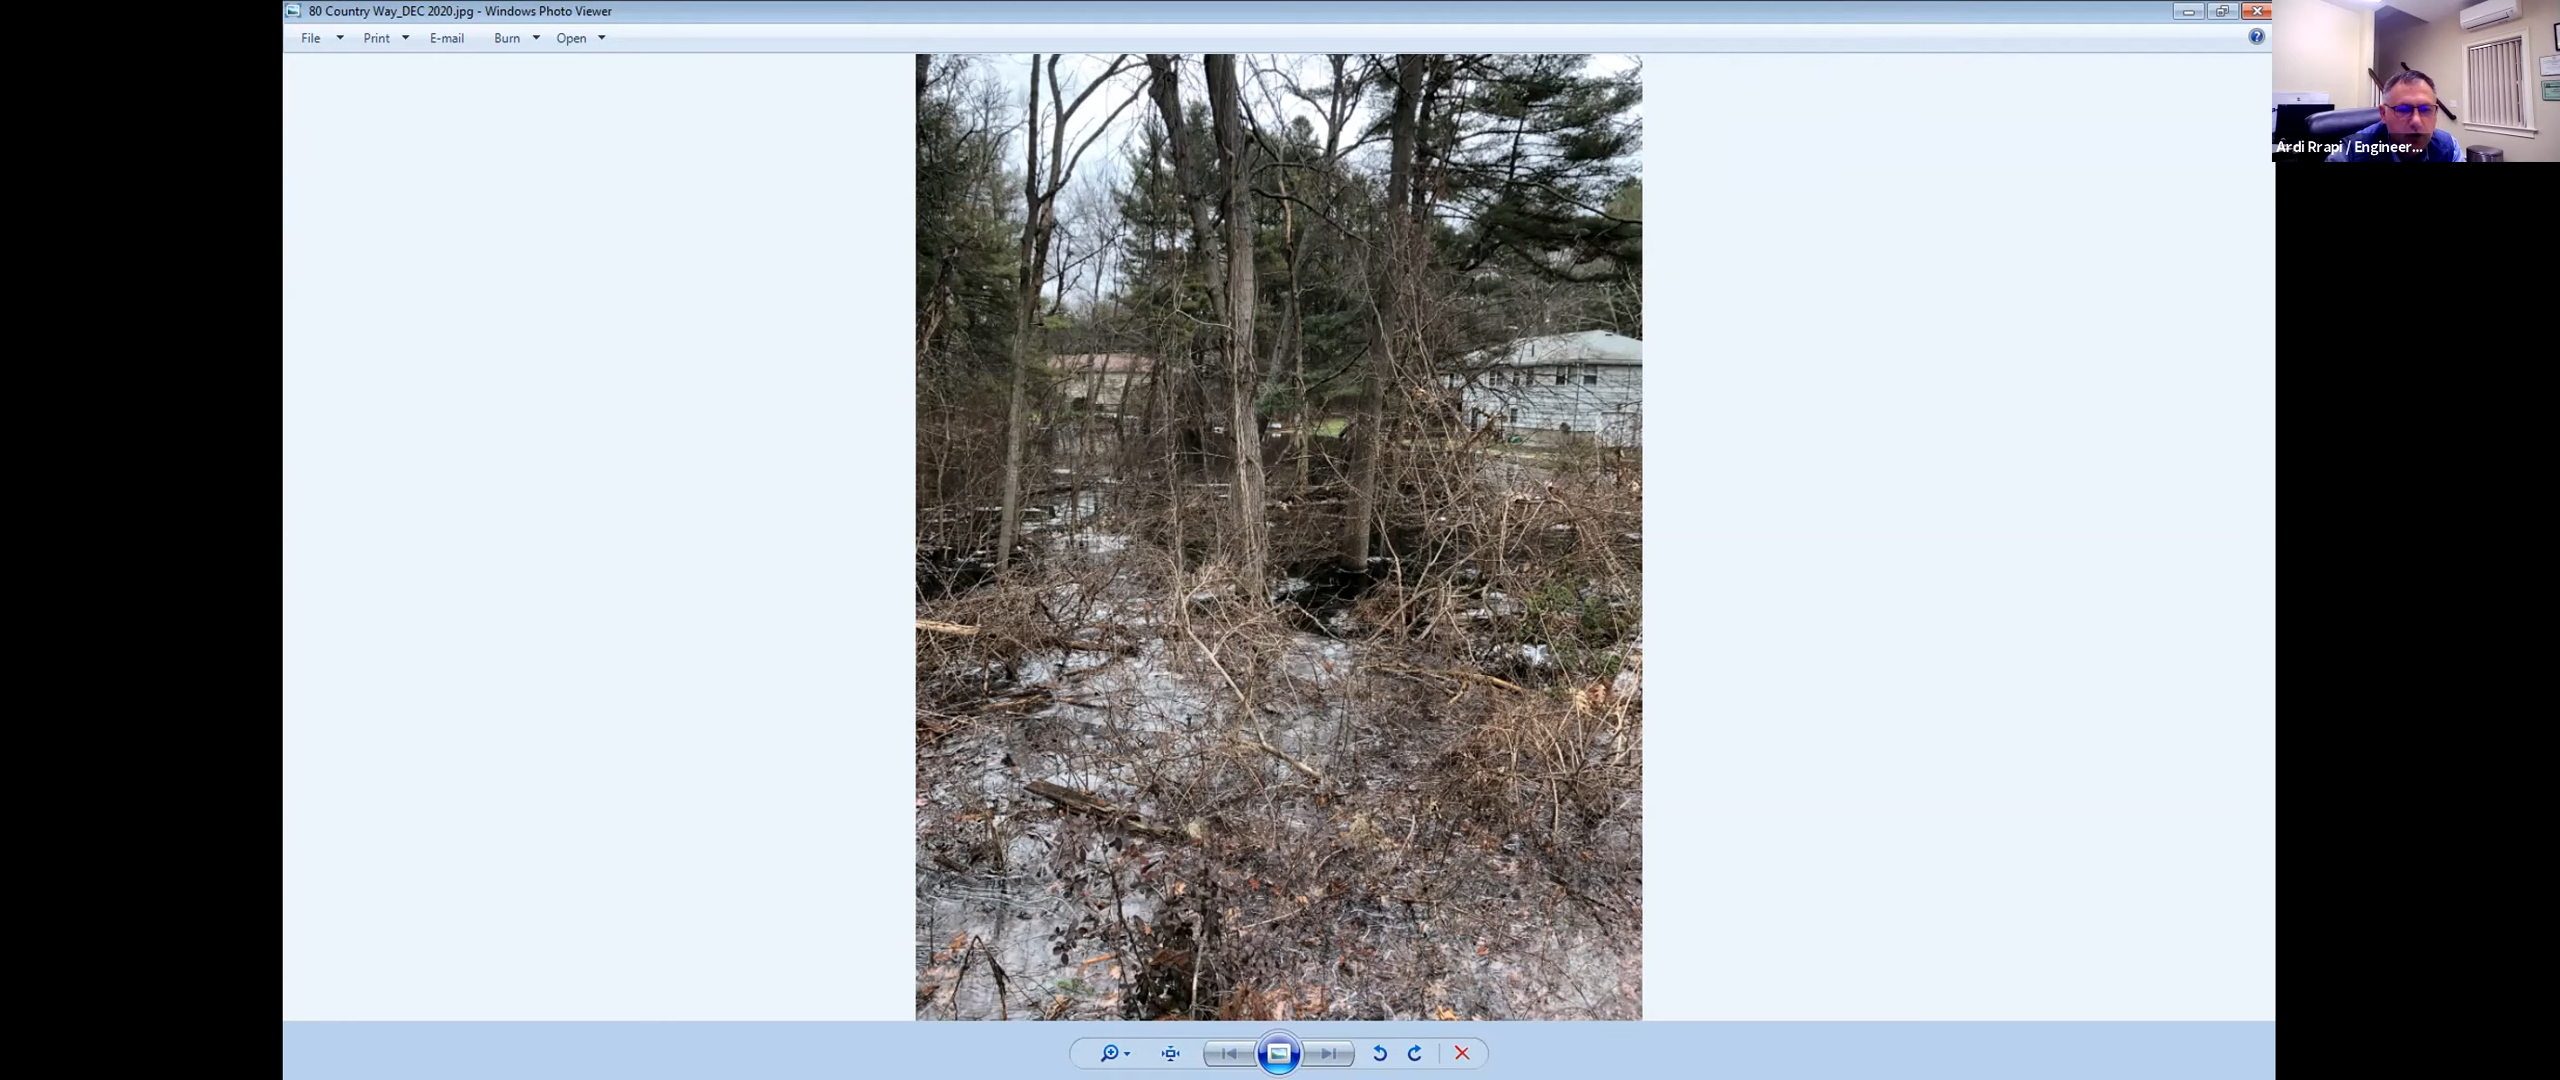 80 Country Way_DEC 2020.jpg - Windows Photo Viewer
File Print E-mail Burn Open
Ardi Rrapi / Engineer...